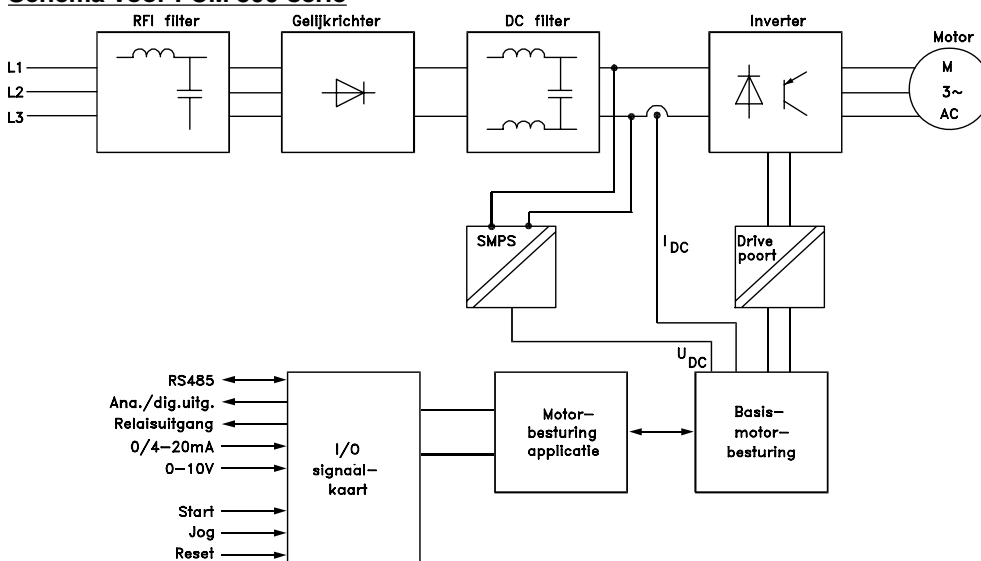 RFI filter
Gelijkrichter
DC filter
Inverter
Motor
L1
L2
L3
M
3~
AC
SMPS
I DC
Drive
poort
U DC
RS485
Ana./dig.uitg.
Relaisuitgang
0/4-20mA
0-10V
Start
Jog
Reset
I/O
signaal-
kaart
Motor-
besturing
applicatie
Basis-
motor-
besturing